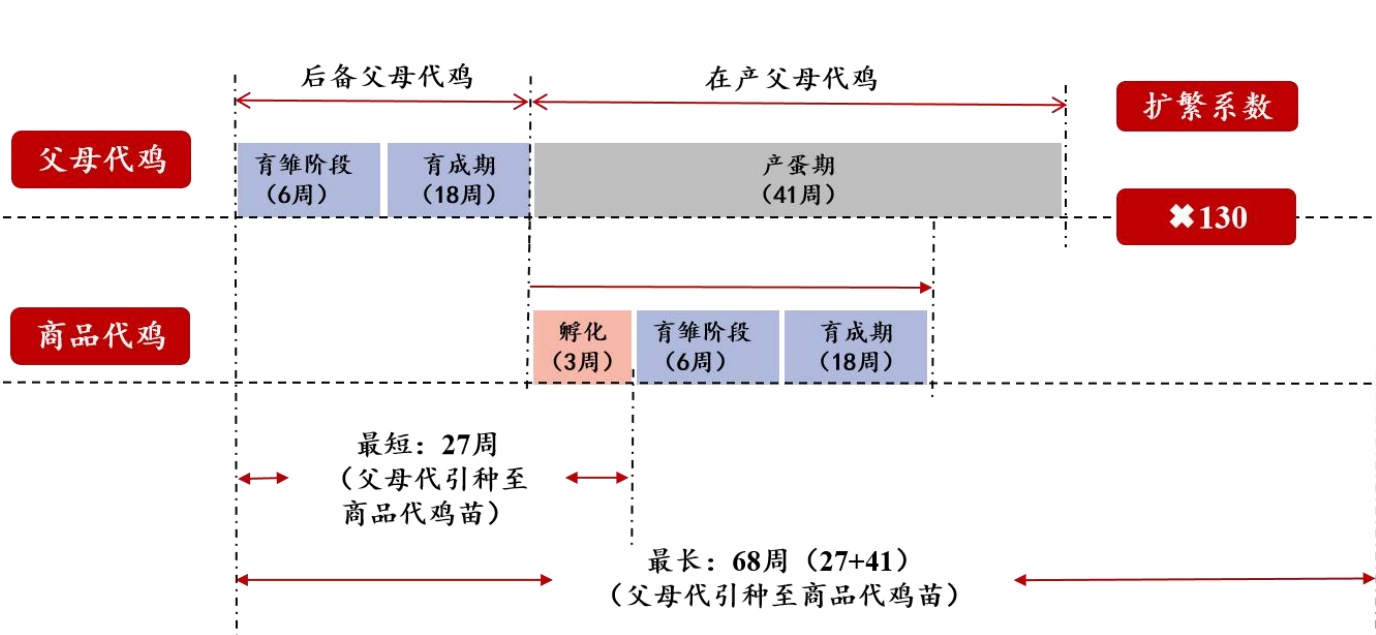 后备父母代鸡
在产父母代鸡
扩繁系数
父母代鸡
育雏阶段
（6周）
育成期
（18周）
产蛋期
（41周）
✖130
商品代鸡
孵化
（3周）
育雏阶段
（6周）
育成期
（18周）
最短：27周
（父母代引种至
商品代鸡苗）
最长：68周（27+41）
（父母代引种至商品代鸡苗）